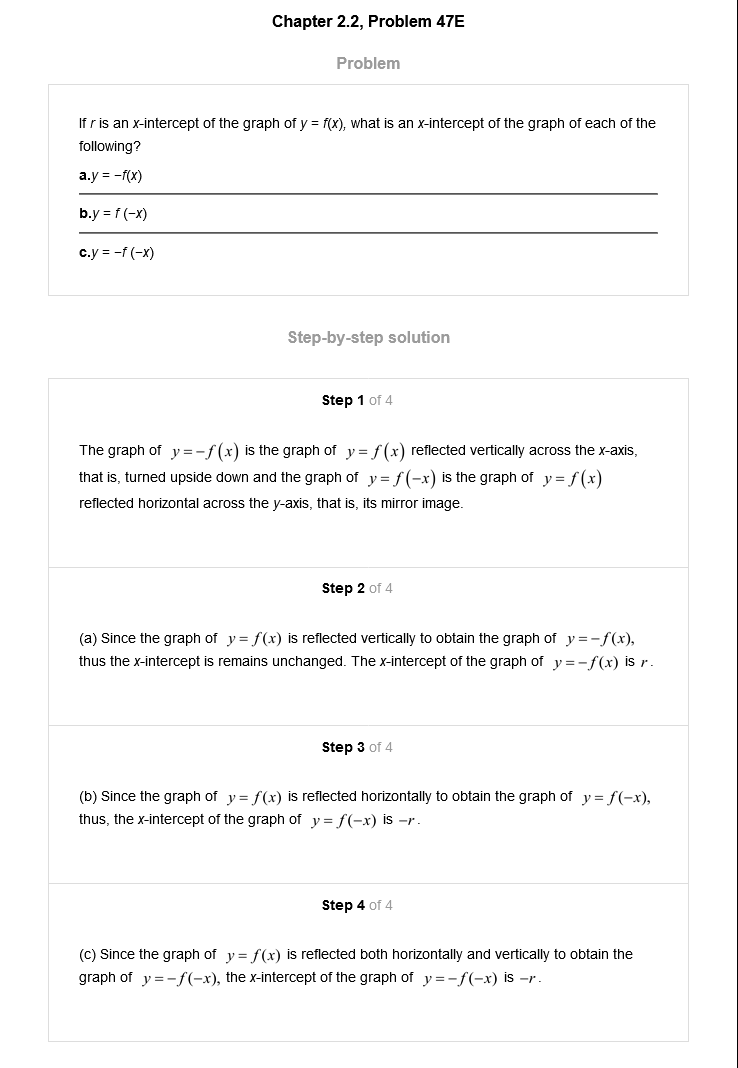 Chapter 2.2, Problem 47E
Problem
If r is an x-intercept of the graph of y = f(x), what is an x-intercept of the graph of each of the
following?
a.y = −f(x)
b.y = f (−x)
c.y = −f (−x)
Step-by-step solution
Step 1 of 4
The graph of y = −f(x) is the graph of y = f(x) reflected vertically across the x-axis,
that is, turned upside down and the graph of y = f(−x) is the graph of y = f(x)
reflected horizontal across the y-axis, that is, its mirror image.
Step 2 of 4
(a) Since the graph of y = f(x) is reflected vertically to obtain the graph of y = −f(x),
thus the x-intercept is remains unchanged. The x-intercept of the graph of y = −f(x) is r.
Step 3 of 4
(b) Since the graph of y = f(x) is reflected horizontally to obtain the graph of y = f(−x),
thus, the x-intercept of the graph of y = f(−x) is −r.
Step 4 of 4
(c) Since the graph of y = f(x) is reflected both horizontally and vertically to obtain the
graph of y = −f(−x), the x-intercept of the graph of y = −f(−x) is −r.